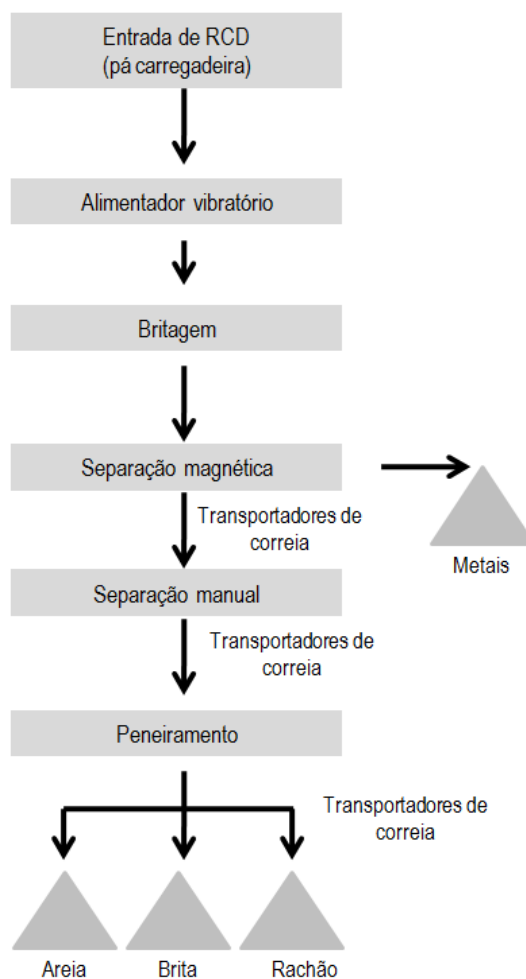 Entrada de RCD
(pá carregadeira)
Alimentador vibratório
Britagem
Separação magnética
Transportadores de
correia
Metais
Separação manual
Transportadores de
correia
Peneiramento
Transportadores de
correia
Areia
Brita
Rachão